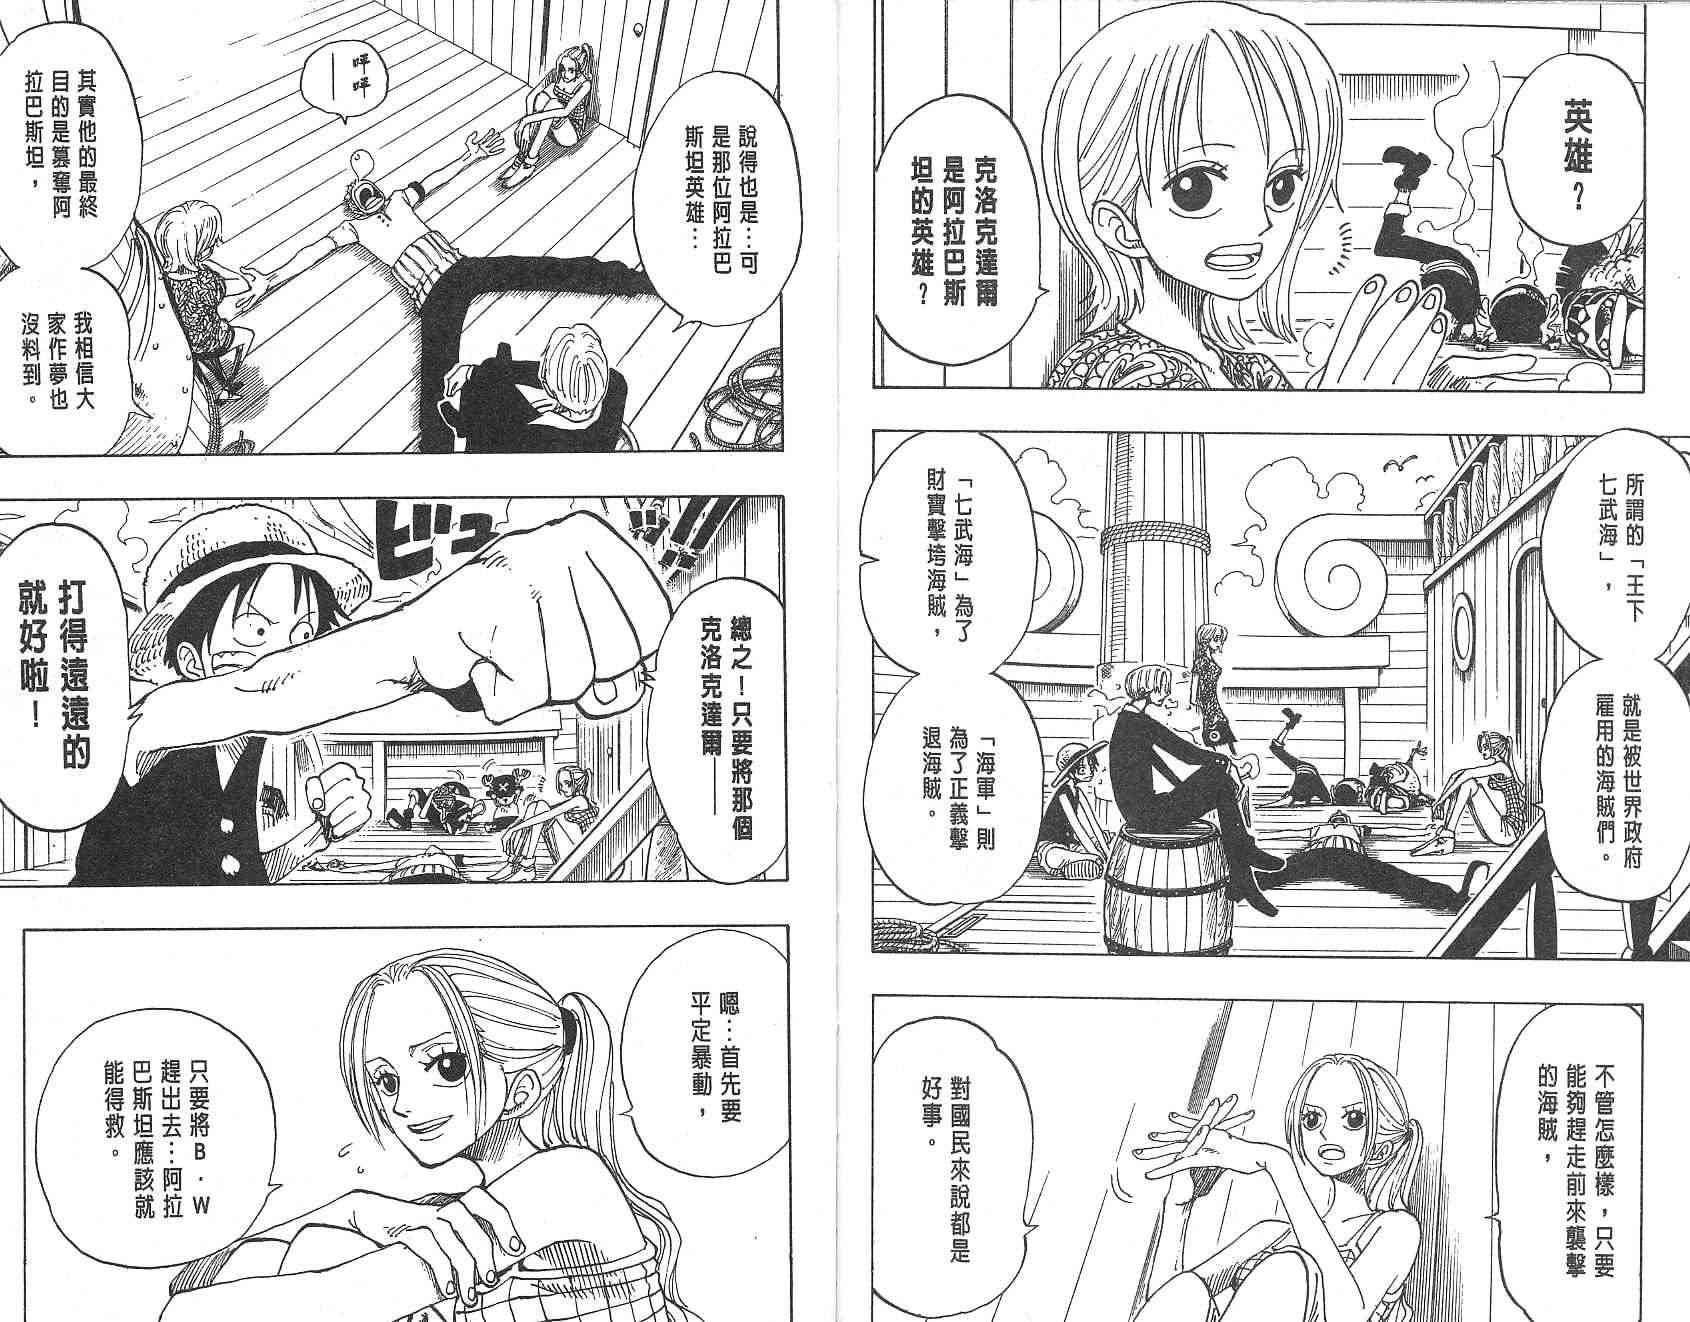 英雄？
克洛克達爾
是阿拉巴斯
坦的英雄？
所謂的「王下
七武海」，
就是被世界政府
雇用的海賊們。
「七武海」為了
財寶擊垮海賊，
「海軍」則
為了正義擊
退海賊。
不管怎麼樣，只要
能夠趕走前來襲擊
的海賊，
對國民來說都是
好事。
說得也是…可
是那位阿拉巴
斯坦英雄…
呼呼
其實他的最終
目的是篡奪阿
拉巴斯坦，
我相信大
家作夢也
沒料到。
ビュッ!!!
總之！只要將那個
克洛克達爾——
打得遠遠的
就好啦！
嗯…首先要
平定暴動，
只要將B．W
趕出去…阿拉
巴斯坦應該就
能得救。